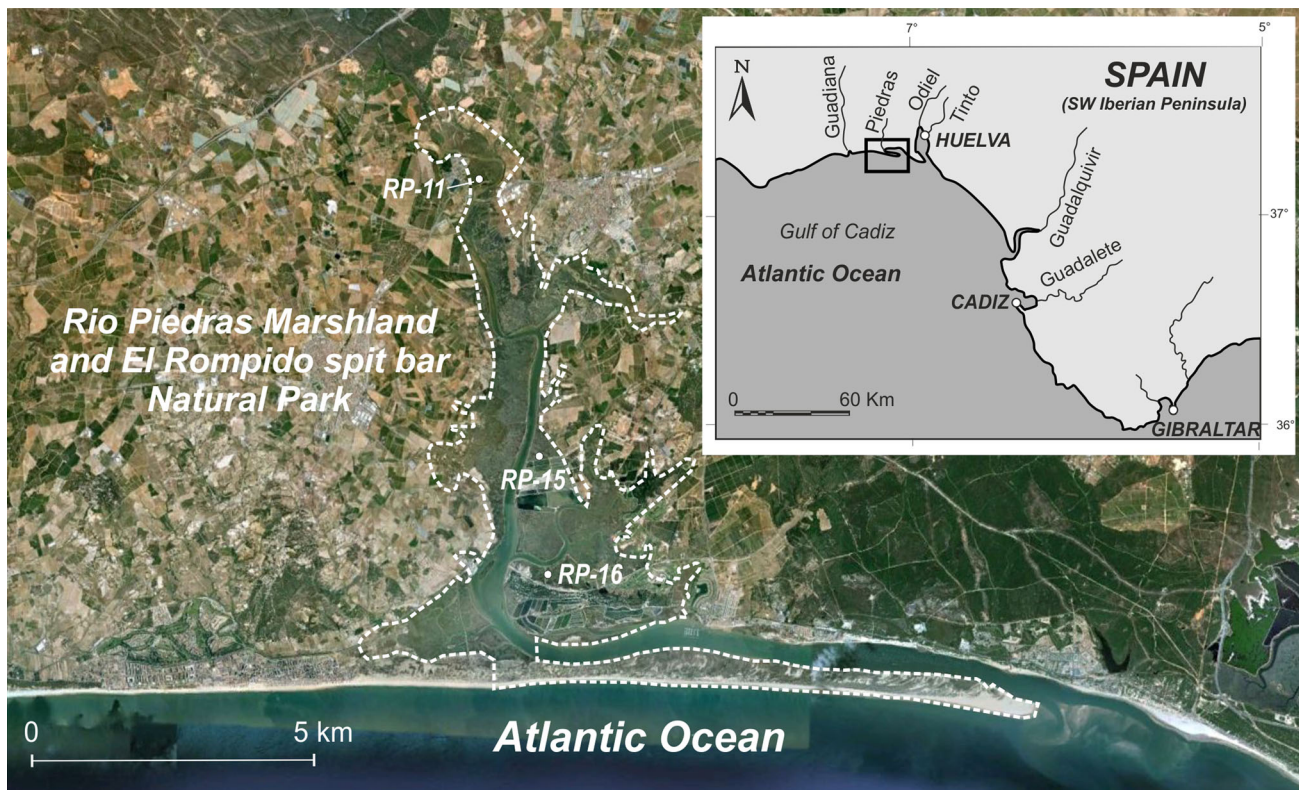 7°
5°
N
SPAIN
(SW Iberian Peninsula)
Guadiana
Piedras
Odiel
Tinto
HUELVA
Guadalquivir
37°
Gulf of Cadiz
Atlantic Ocean
Guadalete
CADIZ
0 60 Km
36°
GIBRALTAR
RP-11
Rio Piedras Marshland
and El Rompido spit bar
Natural Park
RP-15
RP-16
0 5 km
Atlantic Ocean